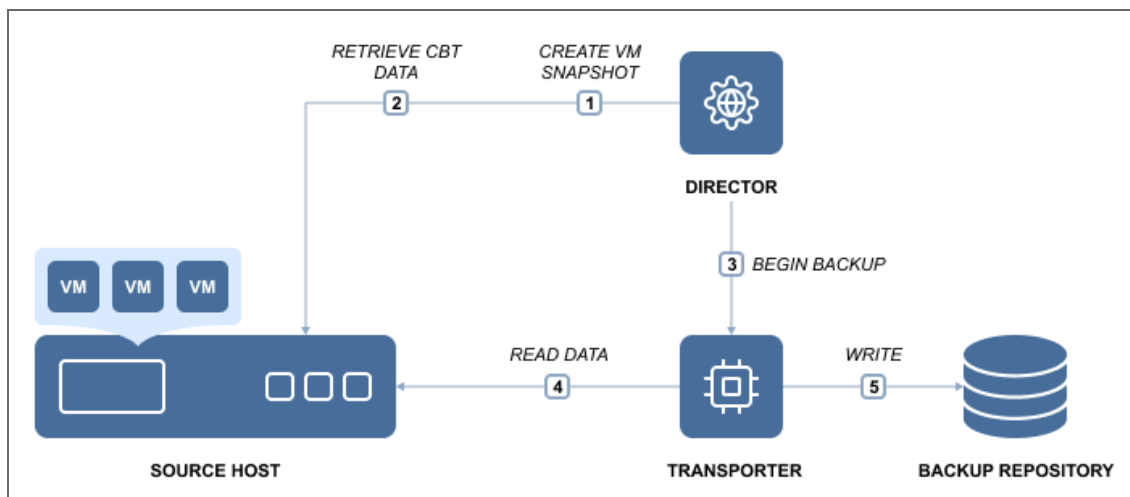 RETRIEVE CBT
DATA
CREATE VM
SNAPSHOT
2
1
DIRECTOR
3 BEGIN BACKUP
VM VM VM
READ DATA
4
WRITE
5
SOURCE HOST
TRANSPORTER
BACKUP REPOSITORY